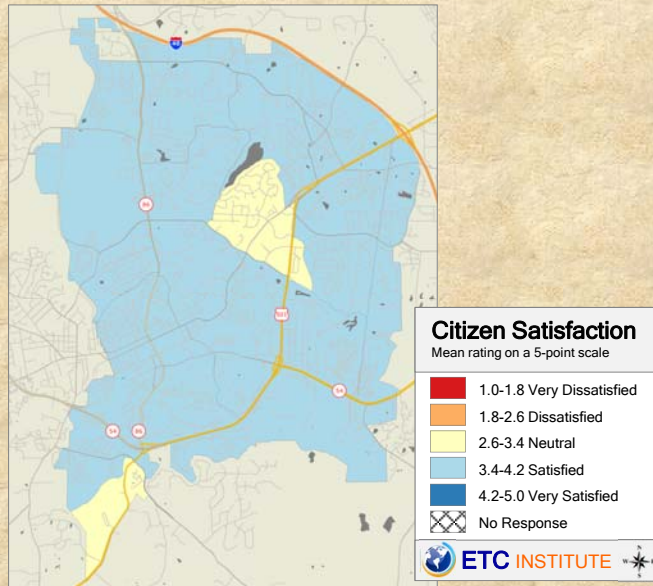 40
86
501
54
54
86
Citizen Satisfaction
Mean rating on a 5-point scale
1.0-1.8 Very Dissatisfied
1.8-2.6 Dissatisfied
2.6-3.4 Neutral
3.4-4.2 Satisfied
4.2-5.0 Very Satisfied
No Response
ETC INSTITUTE
N
W
E
S